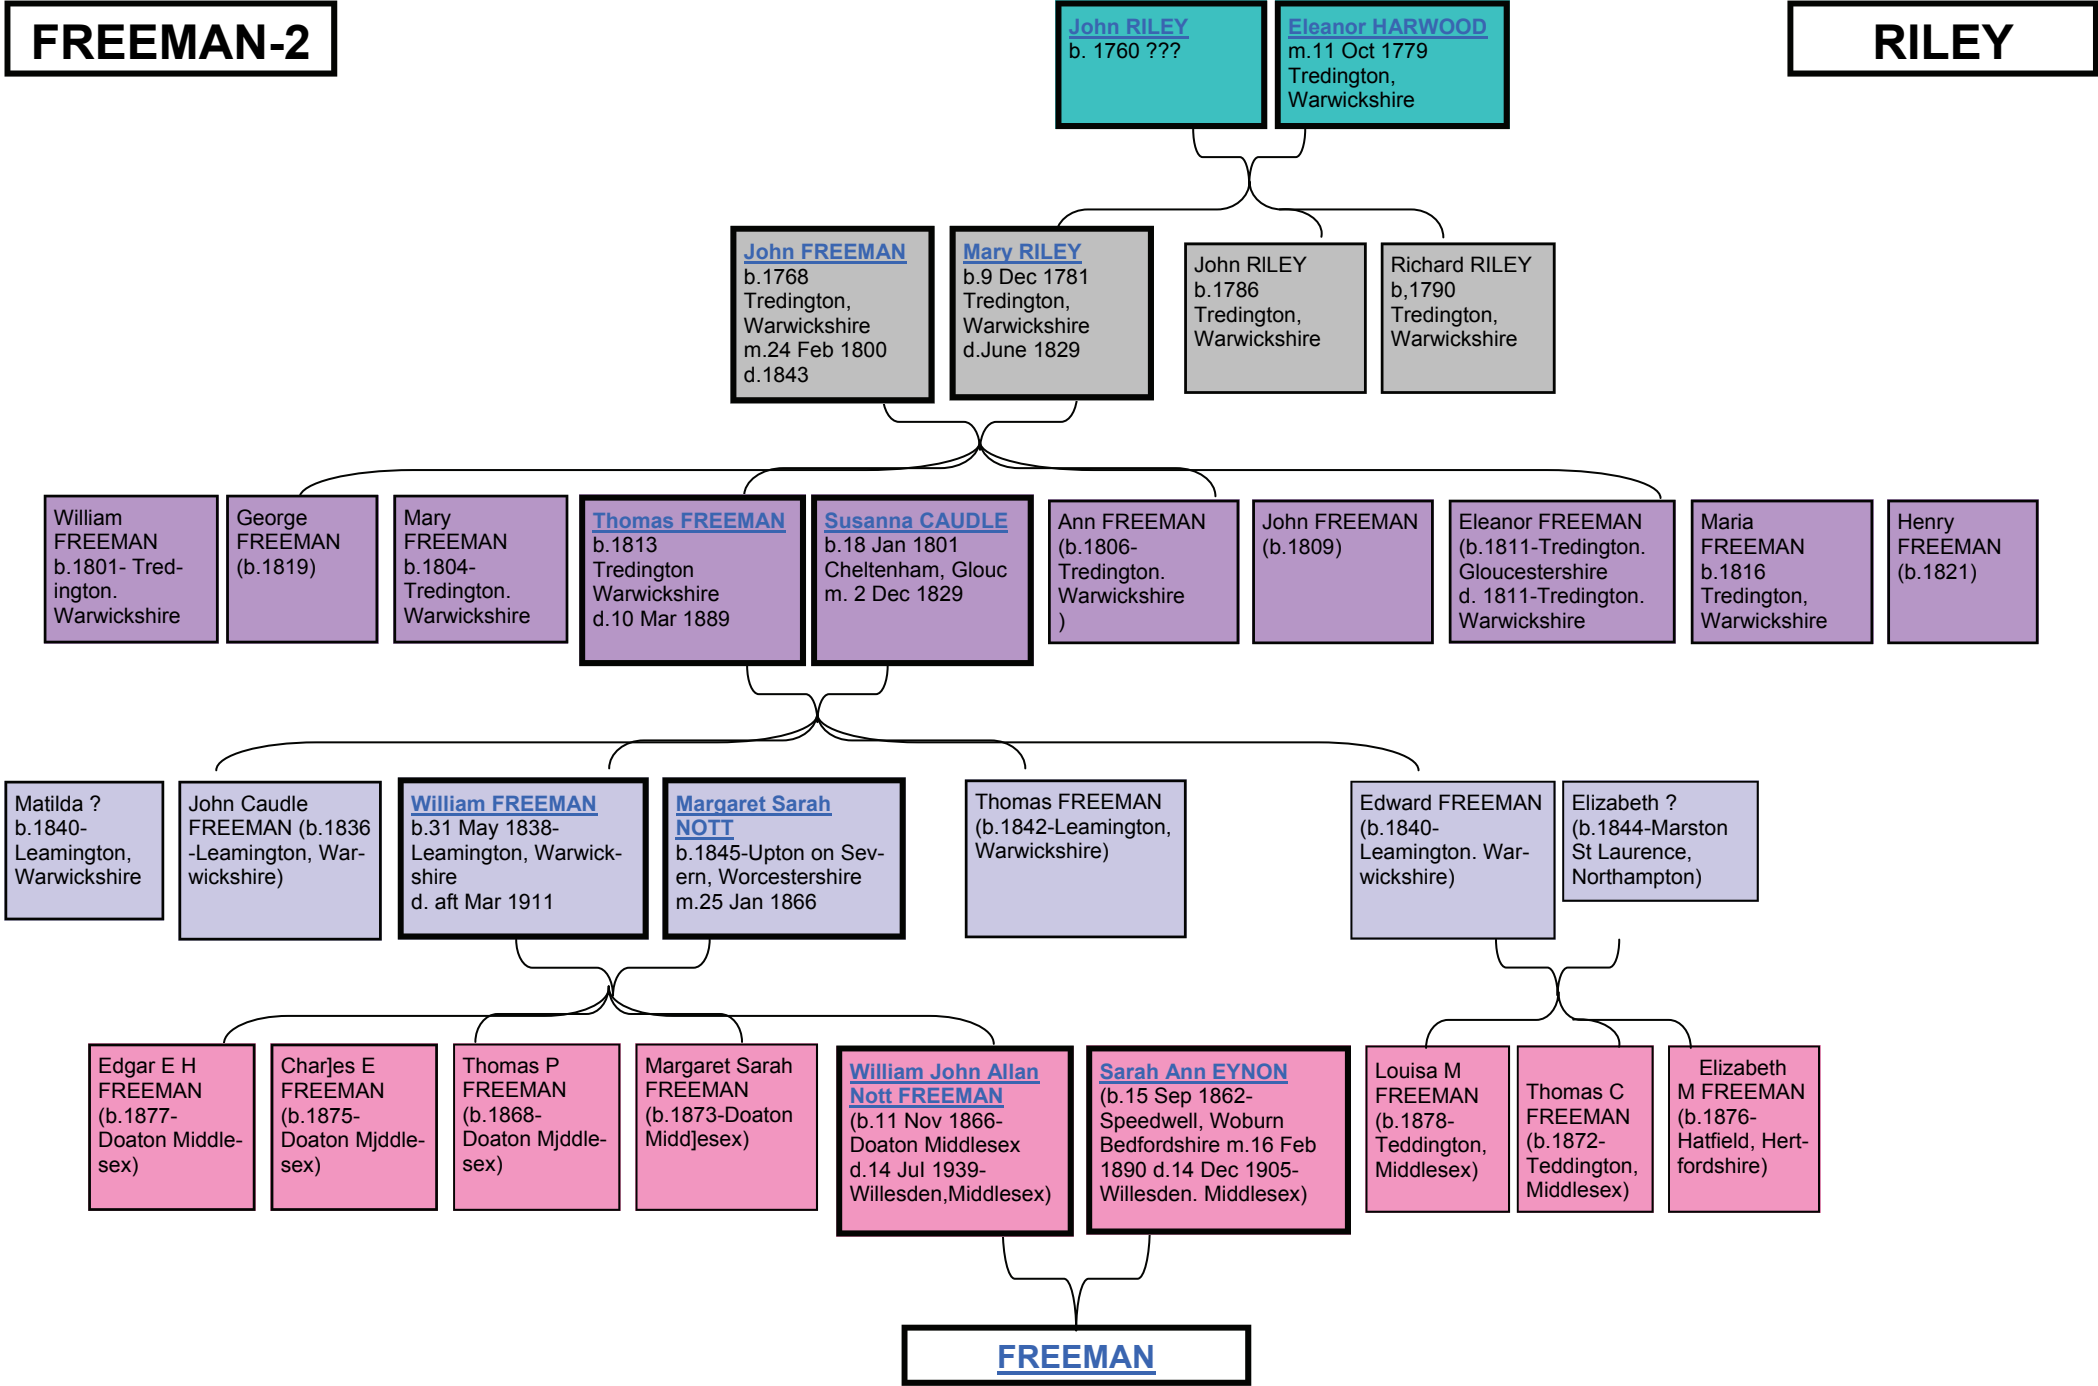 FREEMAN-2
RILEY
John RILEY
b. 1760 ???
Eleanor HARWOOD
m.11 Oct 1779
Tredington,
Warwickshire
John FREEMAN
b.1768
Tredington,
Warwickshire
m.24 Feb 1800
d.1843
Mary RILEY
b.9 Dec 1781
Tredington,
Warwickshire
d.June 1829
John RILEY
b.1786
Tredington,
Warwickshire
Richard RILEY
b,1790
Tredington,
Warwickshire
William
FREEMAN
b.1801- Tred-
ington.
Warwickshire
George
FREEMAN
(b.1819)
Mary
FREEMAN
b.1804-
Tredington.
Warwickshire
Thomas FREEMAN
b.1813
Tredington
Warwickshire
d.10 Mar 1889
Susanna CAUDLE
b.18 Jan 1801
Cheltenham, Glouc
m. 2 Dec 1829
Ann FREEMAN
(b.1806-
Tredington.
Warwickshire
)
John FREEMAN
(b.1809)
Eleanor FREEMAN
(b.1811-Tredington.
Gloucestershire
d. 1811-Tredington.
Warwickshire
Maria
FREEMAN
b.1816
Tredington,
Warwickshire
Henry
FREEMAN
(b.1821)
Matilda ?
b.1840-
Leamington,
Warwickshire
John Caudle
FREEMAN (b.1836
-Leamington, War-
wickshire)
William FREEMAN
b.31 May 1838-
Leamington, Warwick-
shire
d. aft Mar 1911
Margaret Sarah
NOTT
b.1845-Upton on Sev-
ern, Worcestershire
m.25 Jan 1866
Thomas FREEMAN
(b.1842-Leamington,
Warwickshire)
Edward FREEMAN
(b.1840-
Leamington. War-
wickshire)
Elizabeth ?
(b.1844-Marston
St Laurence,
Northampton)
Edgar E H
FREEMAN
(b.1877-
Doaton Middle-
sex)
Char]es E
FREEMAN
(b.1875-
Doaton Mjddle-
sex)
Thomas P
FREEMAN
(b.1868-
Doaton Mjddle-
sex)
Margaret Sarah
FREEMAN
(b.1873-Doaton
Midd]esex)
William John Allan
Nott FREEMAN
(b.11 Nov 1866-
Doaton Middlesex
d.14 Jul 1939-
Willesden,Middlesex)
Sarah Ann EYNON
(b.15 Sep 1862-
Speedwell, Woburn
Bedfordshire m.16 Feb
1890 d.14 Dec 1905-
Willesden. Middlesex)
Louisa M
FREEMAN
(b.1878-
Teddington,
Middlesex)
Thomas C
FREEMAN
(b.1872-
Teddington,
Middlesex)
Elizabeth
M FREEMAN
(b.1876-
Hatfield, Hert-
fordshire)
FREEMAN